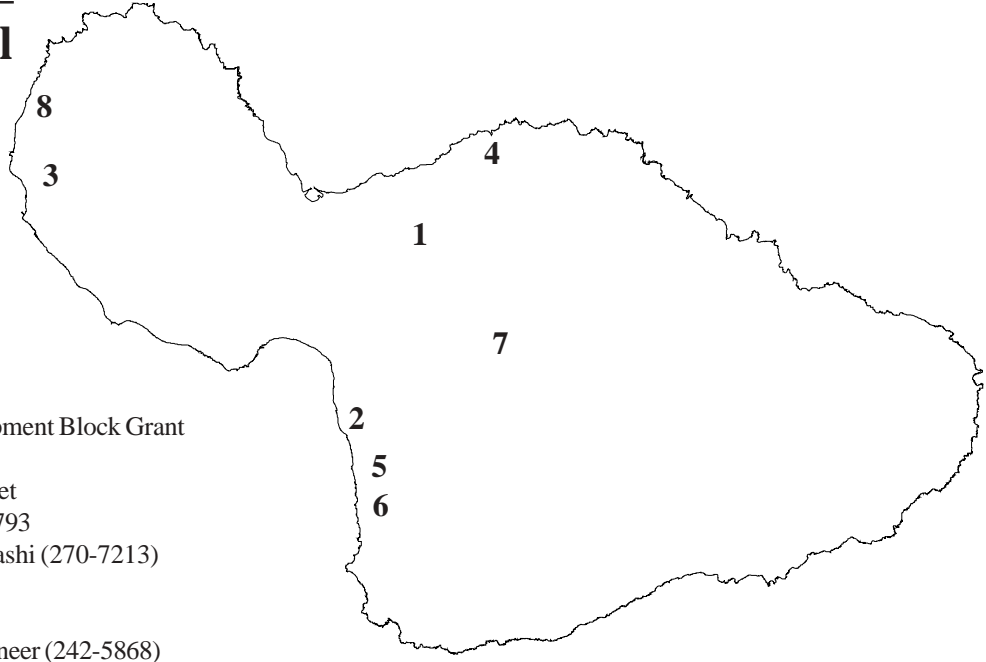 l
8
4
3
1
7
2
pment Block Grant
5
et
6
793
ashi (270-7213)
neer (242-5868)